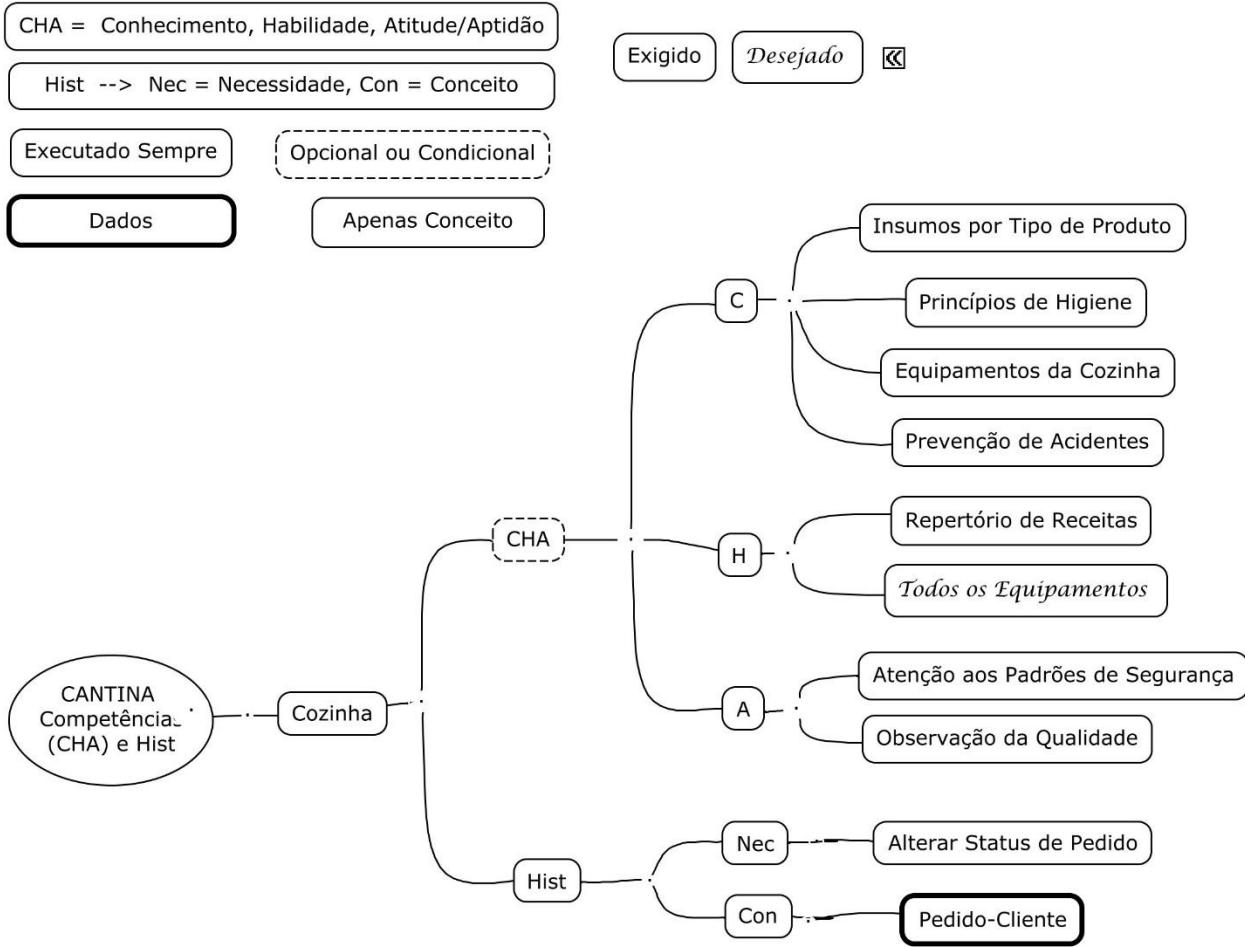 CHA = Conhecimento, Habilidade, Atitude/Aptidão
Hist --> Nec = Necessidade, Con = Conceito
Exigido
Desejado
Executado Sempre
Opcional ou Condicional
Dados
Apenas Conceito
CANTINA
Competência
(CHA) e Hist
Cozinha
CHA
C
Insumos por Tipo de Produto
Princípios de Higiene
Equipamentos da Cozinha
Prevenção de Acidentes
H
Repertório de Receitas
Todos os Equipamentos
A
Atenção aos Padrões de Segurança
Observação da Qualidade
Hist
Nec
Alterar Status de Pedido
Con
Pedido-Cliente